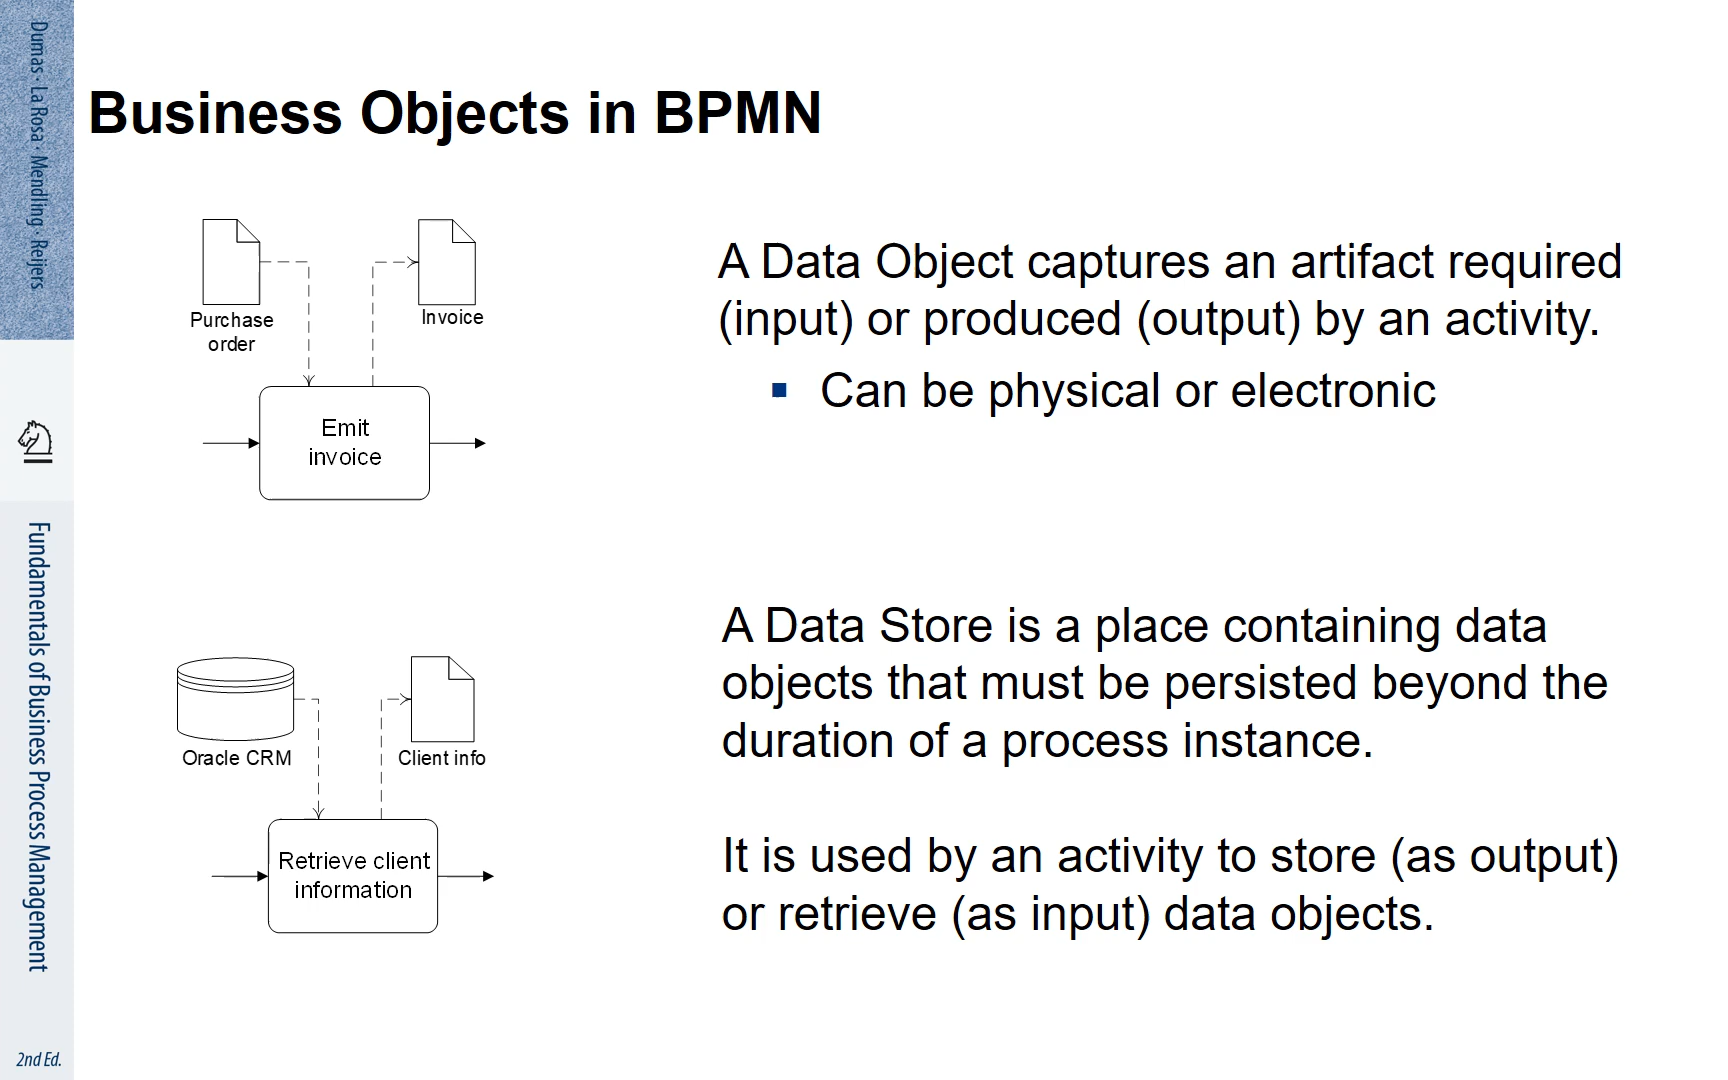 Dumas · La Rosa · Mendling · Reijers
Fundamentals of Business Process Management
2nd Ed.
Business Objects in BPMN
Purchase
order
Invoice
Emit
invoice
A Data Object captures an artifact required
(input) or produced (output) by an activity.
▪ Can be physical or electronic
Oracle CRM
Client info
Retrieve client
information
A Data Store is a place containing data
objects that must be persisted beyond the
duration of a process instance.
It is used by an activity to store (as output)
or retrieve (as input) data objects.